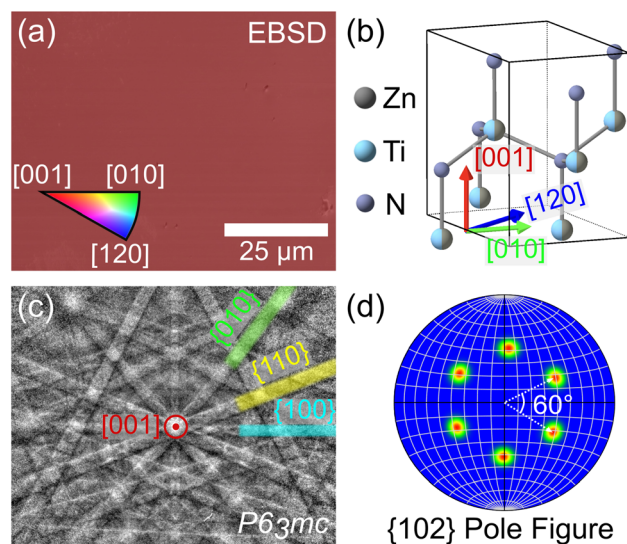 (a)
EBSD
[001]
[010]
[120]
25 μm
(b)
Zn
Ti
N
[001]
[120]
[010]
(c)
{010}
{110}
{100}
[001]
P6₃mc
(d)
60°
{102} Pole Figure